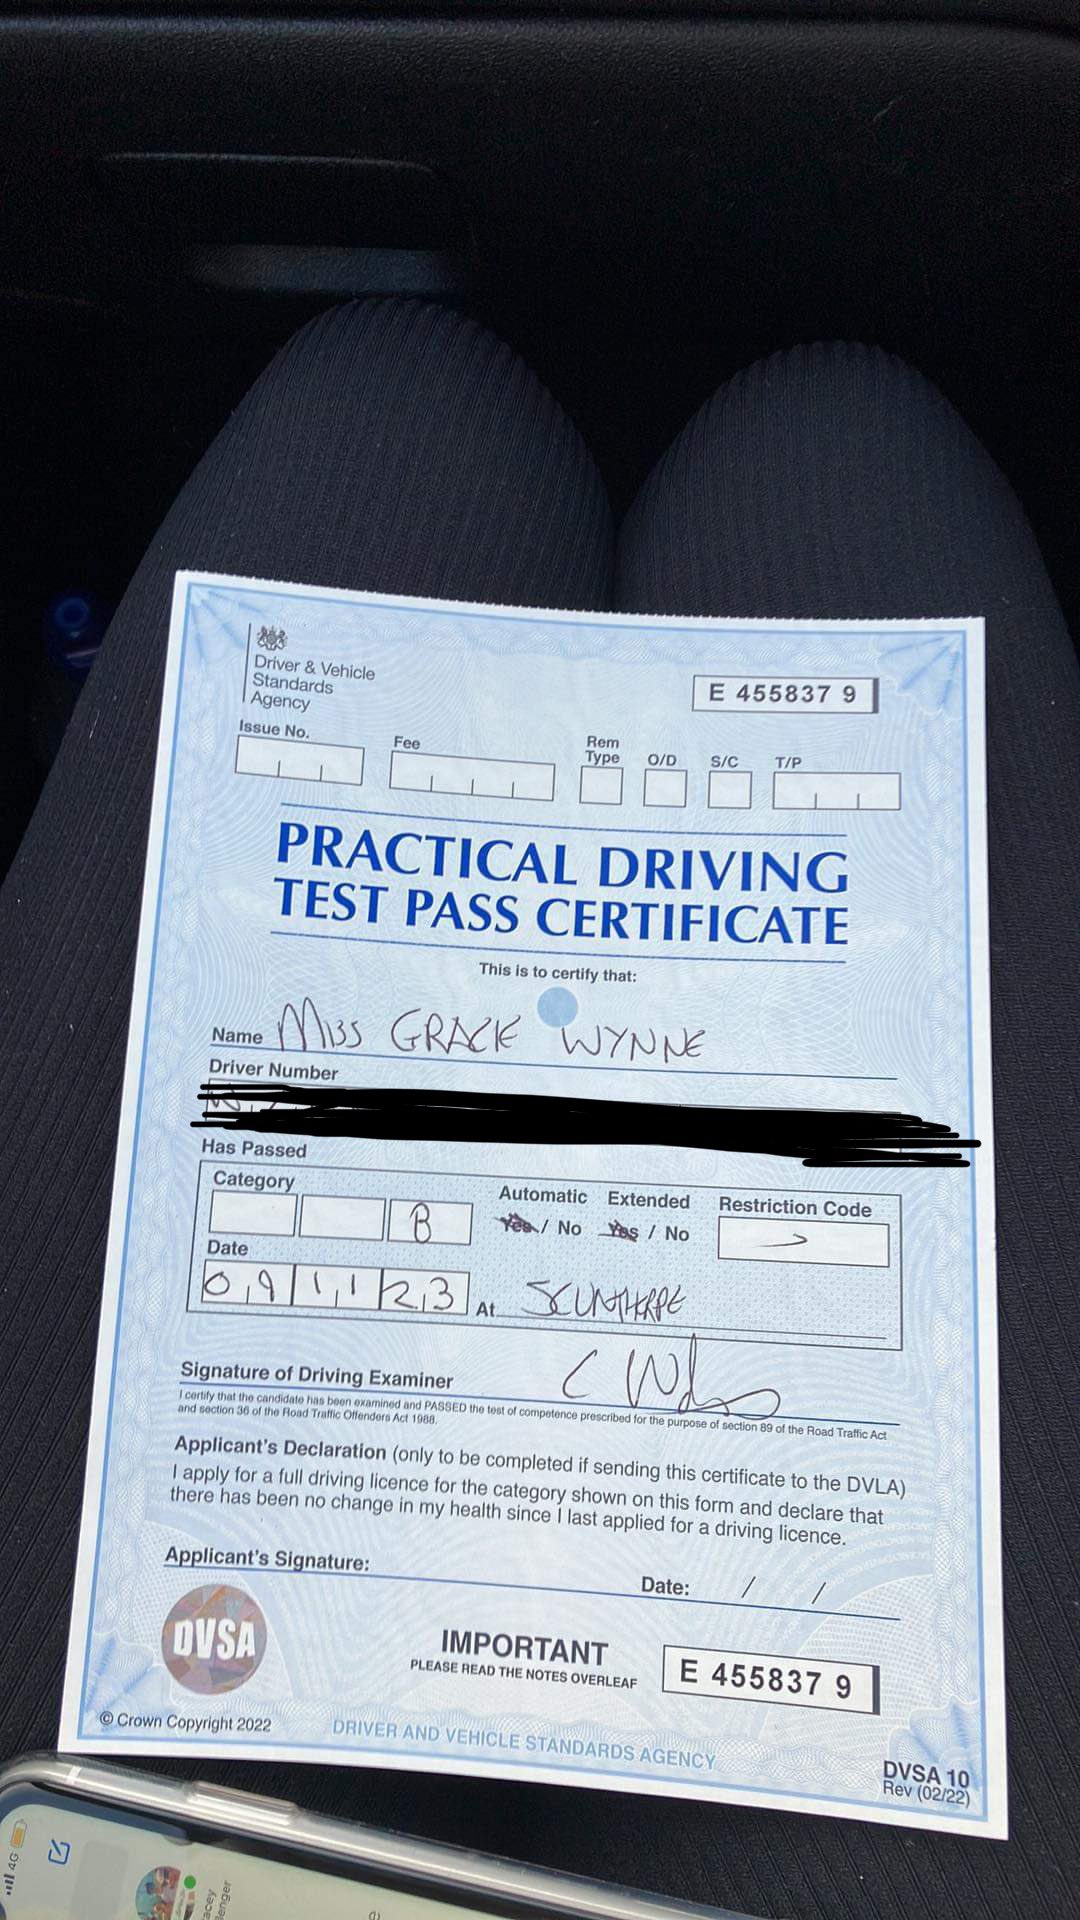 Driver & Vehicle
Standards
Agency
E 455837 9
Issue No.
Fee
Rem
Type
O/D
S/C
T/P
PRACTICAL DRIVING
TEST PASS CERTIFICATE
This is to certify that:
Name MISS GRACIE WYNNE
Driver Number
Has Passed
Category
Automatic Extended Restriction Code
B
Yes / No Yes / No
Date
09 11 23 At SCUNTHORPE
Signature of Driving Examiner
I certify that the candidate has been examined and PASSED the test of competence prescribed for the purpose of section 89 of the Road Traffic Act
and section 36 of the Road Traffic Offenders Act 1988.
Applicant's Declaration (only to be completed if sending this certificate to the DVLA)
I apply for a full driving licence for the category shown on this form and declare that
there has been no change in my health since I last applied for a driving licence.
Applicant's Signature:
Date: / /
DVSA
IMPORTANT
PLEASE READ THE NOTES OVERLEAF
E 455837 9
© Crown Copyright 2022
DRIVER AND VEHICLE STANDARDS AGENCY
DVSA 10
Rev (02/22)
4G